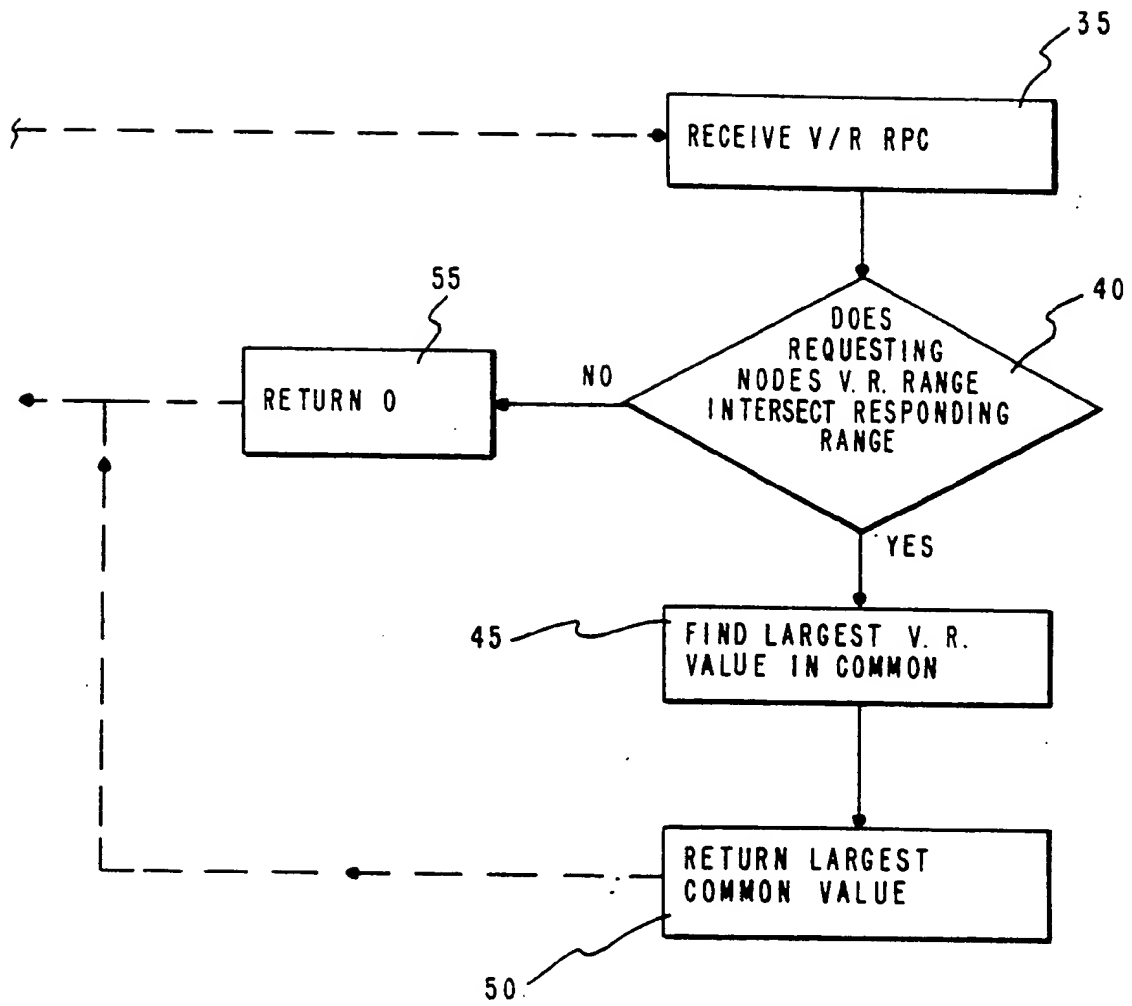 35
RECEIVE V/R RPC
40
DOES
REQUESTING
NODES V. R. RANGE
INTERSECT RESPONDING
RANGE
NO
55
RETURN 0
YES
45
FIND LARGEST V. R.
VALUE IN COMMON
RETURN LARGEST
COMMON VALUE
50